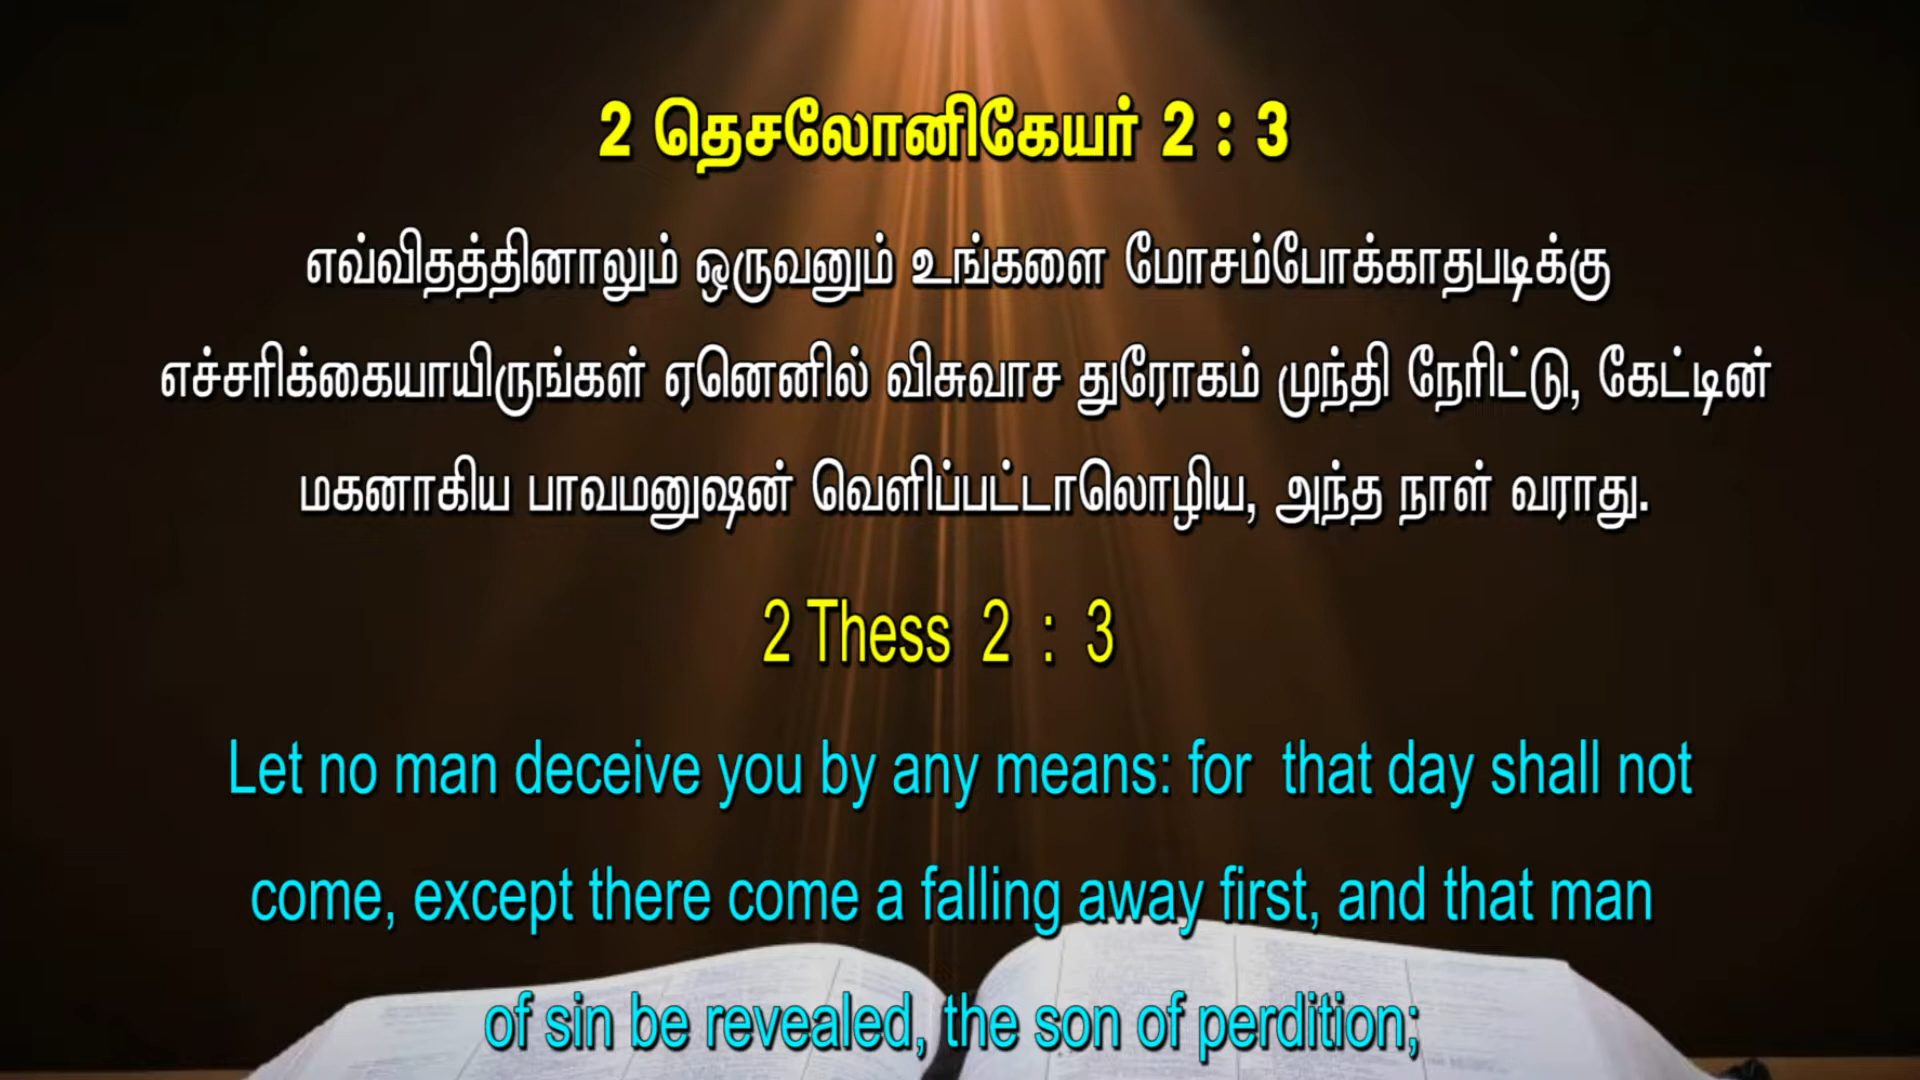 2 தெசலோனிகேயர் 2 : 3
எவ்விதத்தினாலும் ஒருவனும் உங்களை மோசம்போக்காதபடிக்கு
எச்சரிக்கையாயிருங்கள் ஏனெனில் விசுவாச துரோகம் முந்தி நேரிட்டு, கேட்டின்
மகனாகிய பாவமனுஷன் வெளிப்பட்டாலொழிய, அந்த நாள் வராது.
2 Thess 2 : 3
Let no man deceive you by any means: for that day shall not
come, except there come a falling away first, and that man
of sin be revealed, the son of perdition;